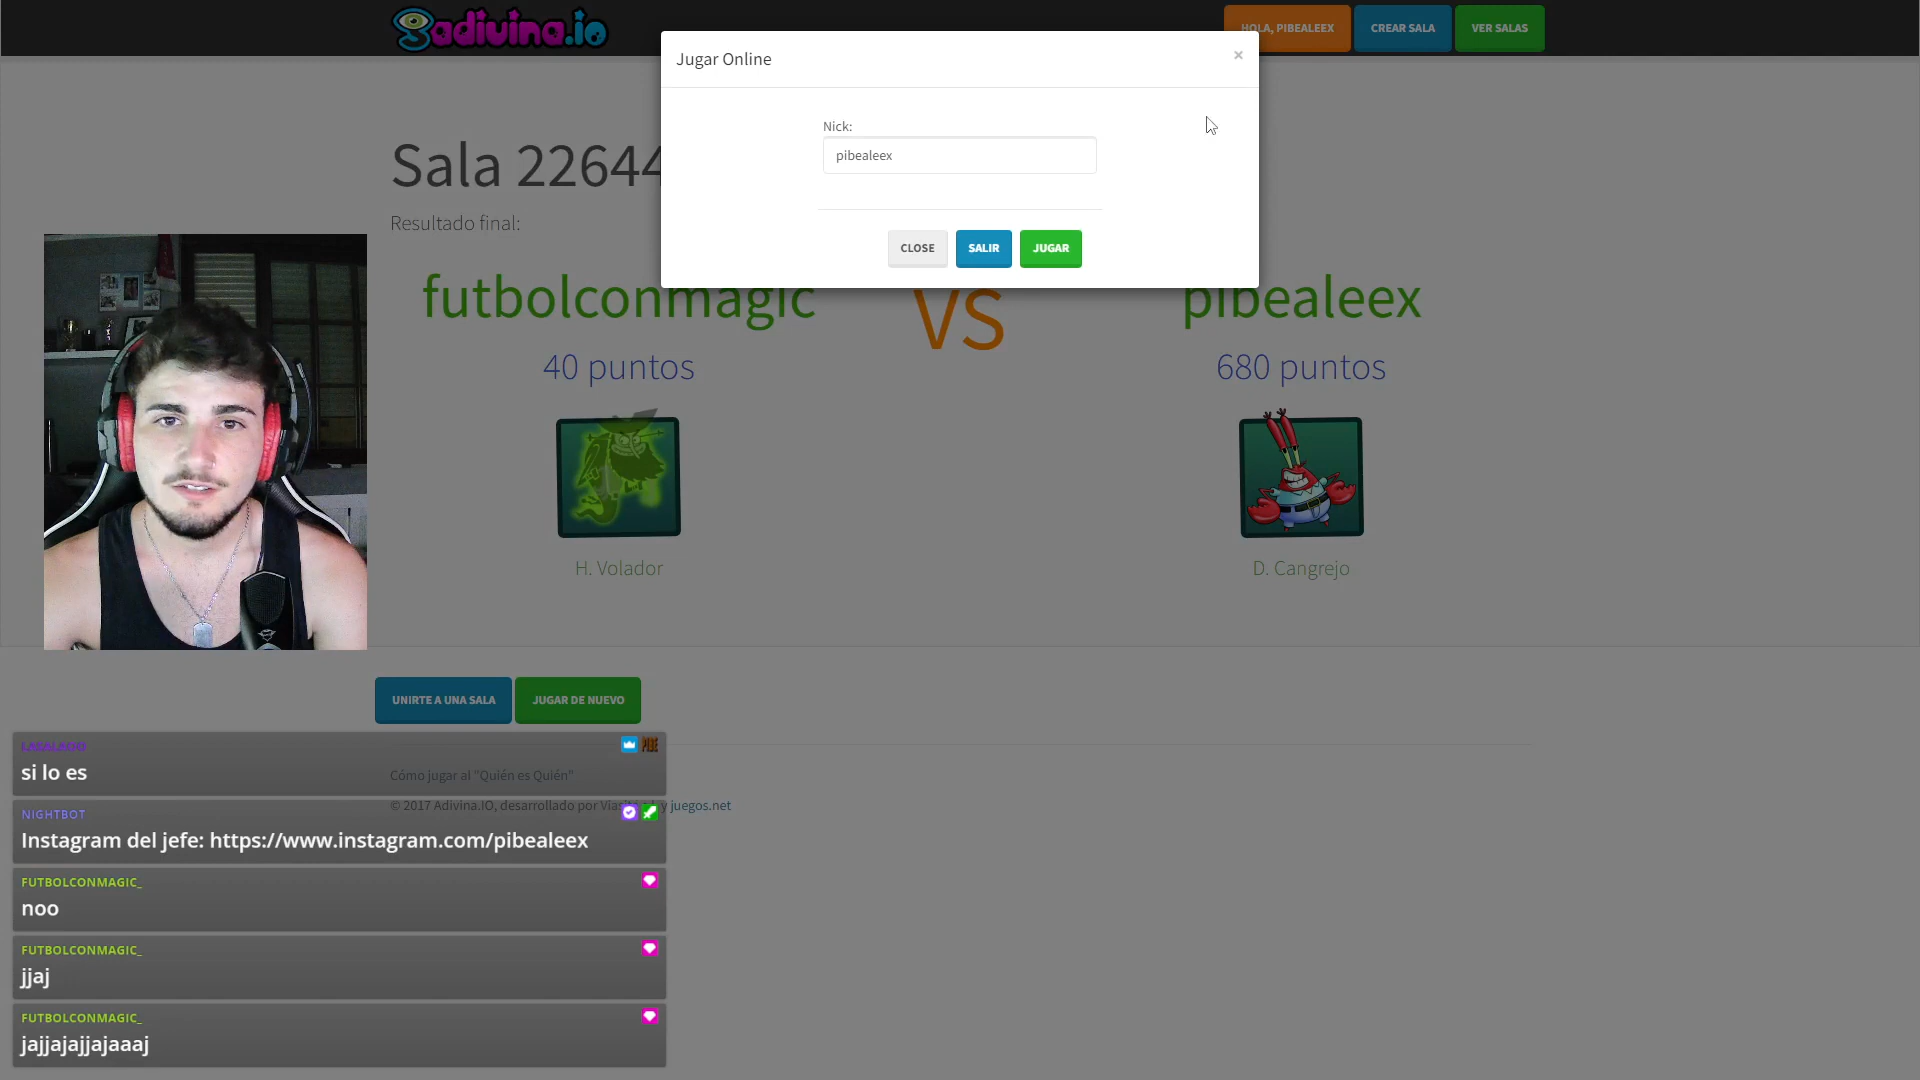 adivina.io
HOLA, PIBEALEEX
CREAR SALA
VER SALAS
Jugar Online
×
Nick:
pibealeex
CLOSE
SALIR
JUGAR
Sala 22644
Resultado final:
futbolconmagic
VS
pibealeex
40 puntos
680 puntos
H. Volador
D. Cangrejo
UNIRTE A UNA SALA
JUGAR DE NUEVO
PIBE
si lo es
Cómo jugar al "Quién es Quién"
NIGHTBOT
© 2017 Adivina.IO, desarrollado por y juegos.net
Instagram del jefe: https://www.instagram.com/pibealeex
FUTBOLCONMAGIC_
noo
FUTBOLCONMAGIC_
jjaj
FUTBOLCONMAGIC_
jajjajajjajaaaj